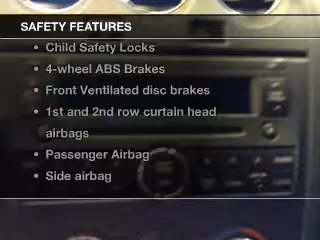 SAFETY FEATURES
• Child Safety Locks
• 4-wheel ABS Brakes
• Front Ventilated disc brakes
• 1st and 2nd row curtain head
airbags
• Passenger Airbag
• Side airbag